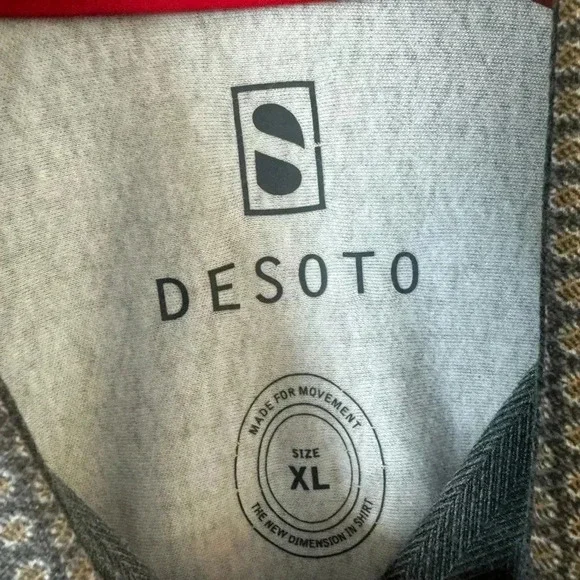 DESOTO
MADE FOR MOVEMENT
SIZE
XL
THE NEW DIMENSION IN SHIRT